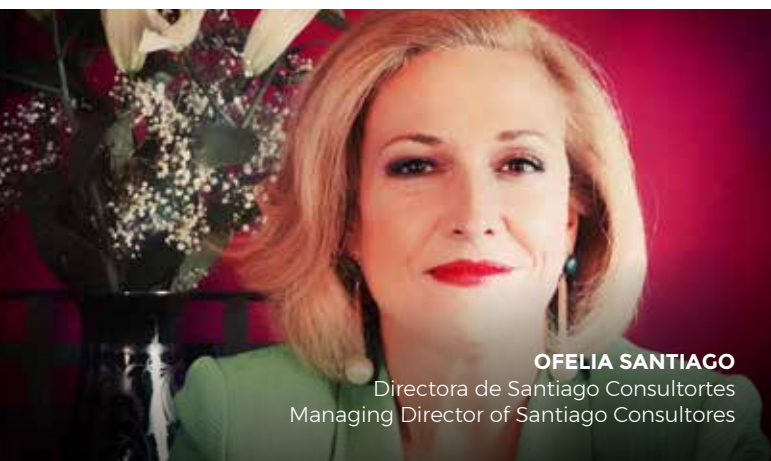 OFELIA SANTIAGO
Directora de Santiago Consultortes
Managing Director of Santiago Consultores